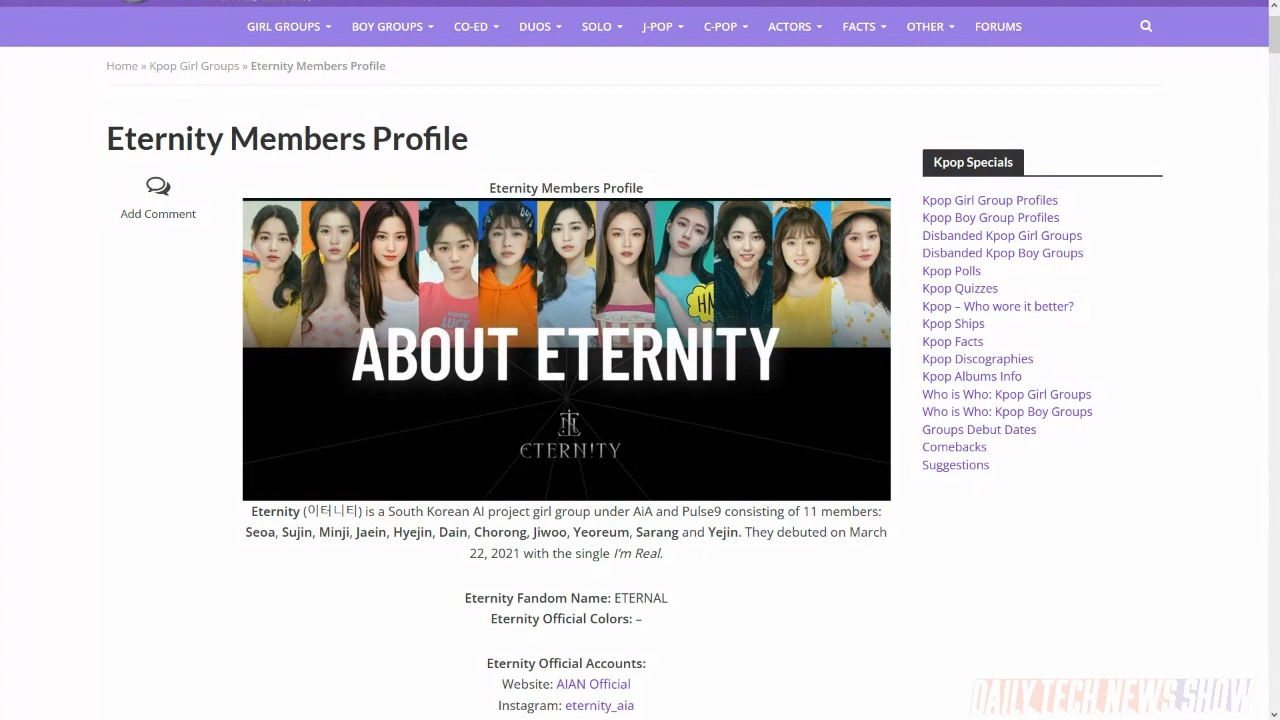 GIRL GROUPS BOY GROUPS CO-ED DUOS SOLO J-POP C-POP ACTORS FACTS OTHER FORUMS
Home » Kpop Girl Groups » Eternity Members Profile
Eternity Members Profile
Add Comment
Eternity Members Profile
GOOD
LUCK
ABOUT ETERNITY
ETERN!TY
Eternity (이터니티) is a South Korean AI project girl group under AiA and Pulse9 consisting of 11 members:
Seoa, Sujin, Minji, Jaein, Hyejin, Dain, Chorong, Jiwoo, Yeoreum, Sarang and Yejin. They debuted on March
22, 2021 with the single I'm Real.
Eternity Fandom Name: ETERNAL
Eternity Official Colors: –
Eternity Official Accounts:
Website: AIAN Official
Instagram: eternity_aia
Kpop Specials
Kpop Girl Group Profiles
Kpop Boy Group Profiles
Disbanded Kpop Girl Groups
Disbanded Kpop Boy Groups
Kpop Polls
Kpop Quizzes
Kpop – Who wore it better?
Kpop Ships
Kpop Facts
Kpop Discographies
Kpop Albums Info
Who is Who: Kpop Girl Groups
Who is Who: Kpop Boy Groups
Groups Debut Dates
Comebacks
Suggestions
DAILY TECH NEWS SHOW